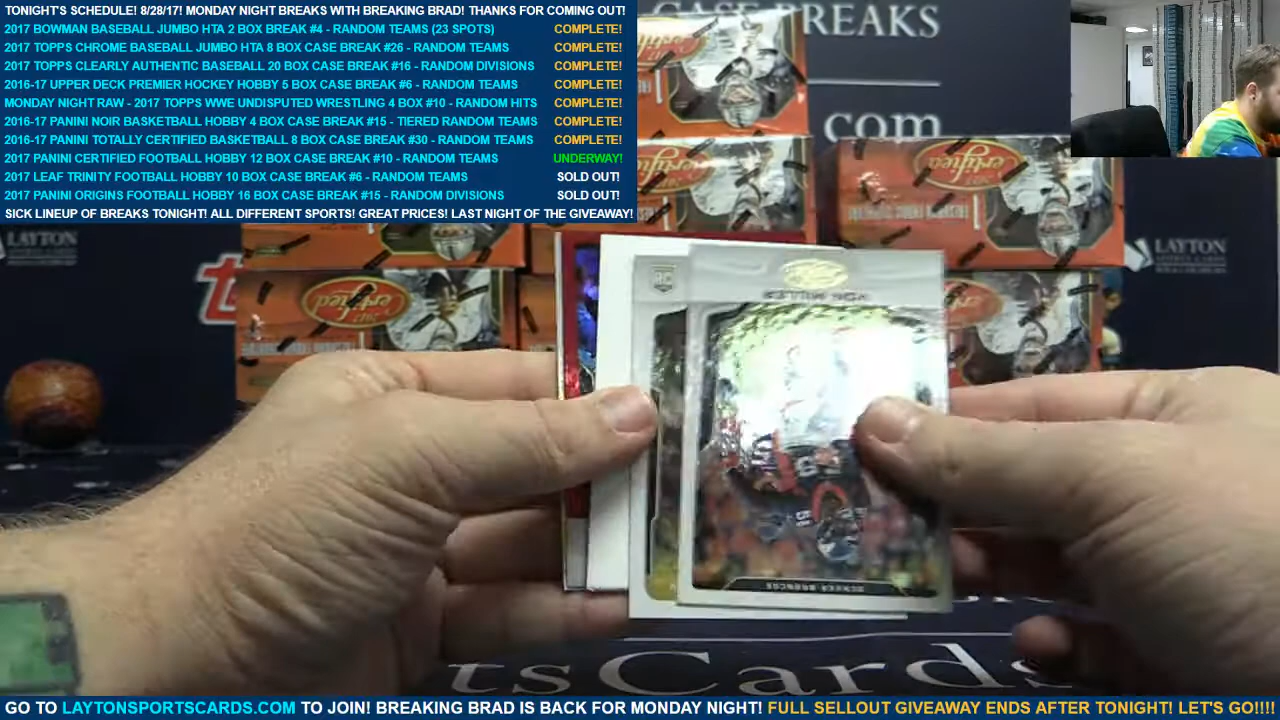 TONIGHT'S SCHEDULE! 8/28/17! MONDAY NIGHT BREAKS WITH BREAKING BRAD! THANKS FOR COMING OUT!
2017 BOWMAN BASEBALL JUMBO HTA 2 BOX BREAK #4 - RANDOM TEAMS (23 SPOTS) COMPLETE!
2017 TOPPS CHROME BASEBALL JUMBO HTA 8 BOX CASE BREAK #26 - RANDOM TEAMS COMPLETE!
2017 TOPPS CLEARLY AUTHENTIC BASEBALL 20 BOX CASE BREAK #16 - RANDOM DIVISIONS COMPLETE!
2016-17 UPPER DECK PREMIER HOCKEY HOBBY 5 BOX CASE BREAK #6 - RANDOM TEAMS COMPLETE!
MONDAY NIGHT RAW - 2017 TOPPS WWE UNDISPUTED WRESTLING 4 BOX #10 - RANDOM HITS COMPLETE!
2016-17 PANINI NOIR BASKETBALL HOBBY 4 BOX CASE BREAK #15 - TIERED RANDOM TEAMS COMPLETE!
2016-17 PANINI TOTALLY CERTIFIED BASKETBALL 8 BOX CASE BREAK #30 - RANDOM TEAMS COMPLETE!
2017 PANINI CERTIFIED FOOTBALL HOBBY 12 BOX CASE BREAK #10 - RANDOM TEAMS UNDERWAY!
2017 LEAF TRINITY FOOTBALL HOBBY 10 BOX CASE BREAK #6 - RANDOM TEAMS SOLD OUT!
2017 PANINI ORIGINS FOOTBALL HOBBY 16 BOX CASE BREAK #15 - RANDOM DIVISIONS SOLD OUT!
SICK LINEUP OF BREAKS TONIGHT! ALL DIFFERENT SPORTS! GREAT PRICES! LAST NIGHT OF THE GIVEAWAY!
CASE BREAKS
com
Certified
Certified
LAYTON
LAYTON
Certified
RC
VON MILLER
DENVER BRONCOS
tsCards
GO TO LAYTONSPORTSCARDS.COM TO JOIN! BREAKING BRAD IS BACK FOR MONDAY NIGHT! FULL SELLOUT GIVEAWAY ENDS AFTER TONIGHT! LET'S GO!!!!